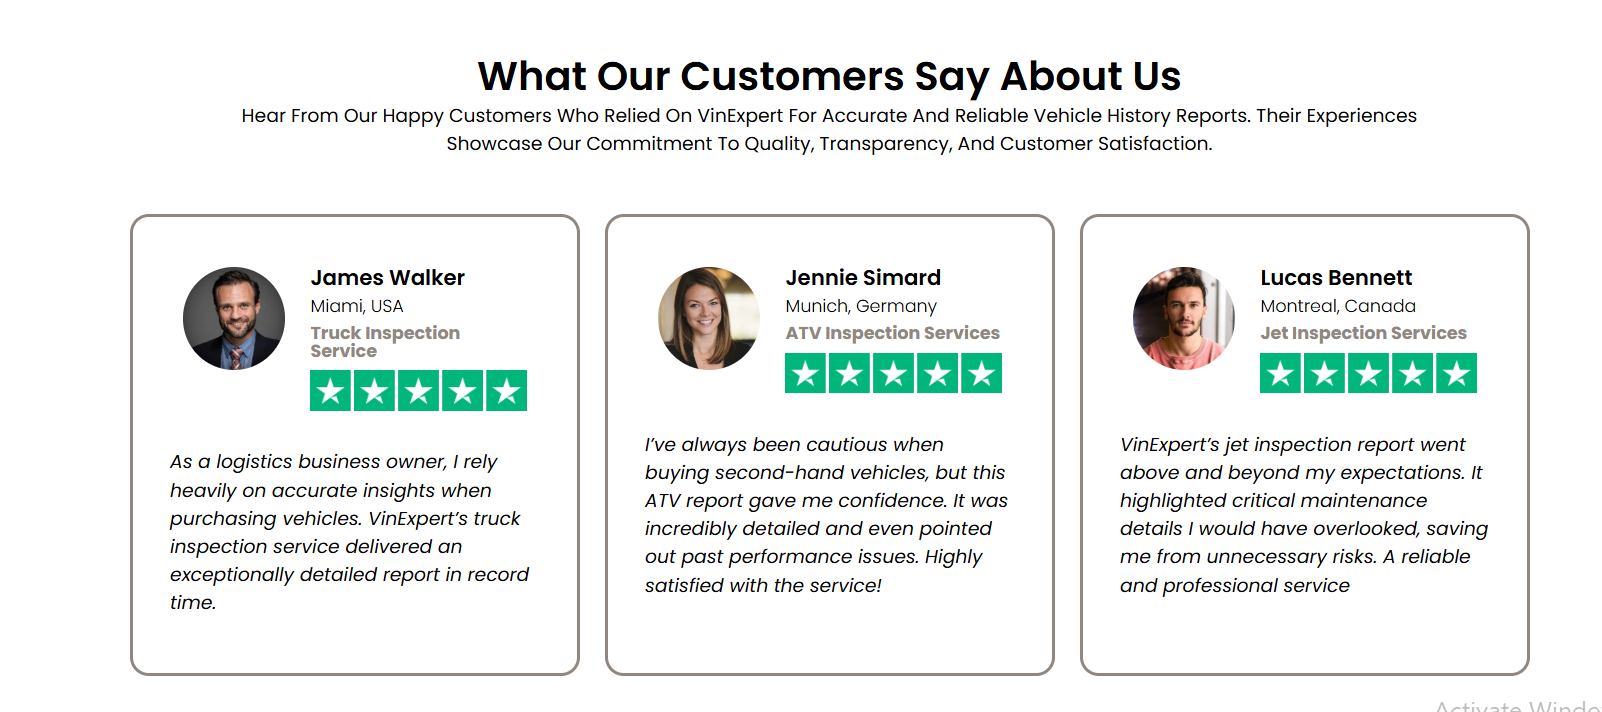 What Our Customers Say About Us
Hear From Our Happy Customers Who Relied On VinExpert For Accurate And Reliable Vehicle History Reports. Their Experiences
Showcase Our Commitment To Quality, Transparency, And Customer Satisfaction.
James Walker
Miami, USA
Truck Inspection
Service
As a logistics business owner, I rely
heavily on accurate insights when
purchasing vehicles. VinExpert’s truck
inspection service delivered an
exceptionally detailed report in record
time.
Jennie Simard
Munich, Germany
ATV Inspection Services
I’ve always been cautious when
buying second-hand vehicles, but this
ATV report gave me confidence. It was
incredibly detailed and even pointed
out past performance issues. Highly
satisfied with the service!
Lucas Bennett
Montreal, Canada
Jet Inspection Services
VinExpert’s jet inspection report went
above and beyond my expectations. It
highlighted critical maintenance
details I would have overlooked, saving
me from unnecessary risks. A reliable
and professional service
Activate Windo